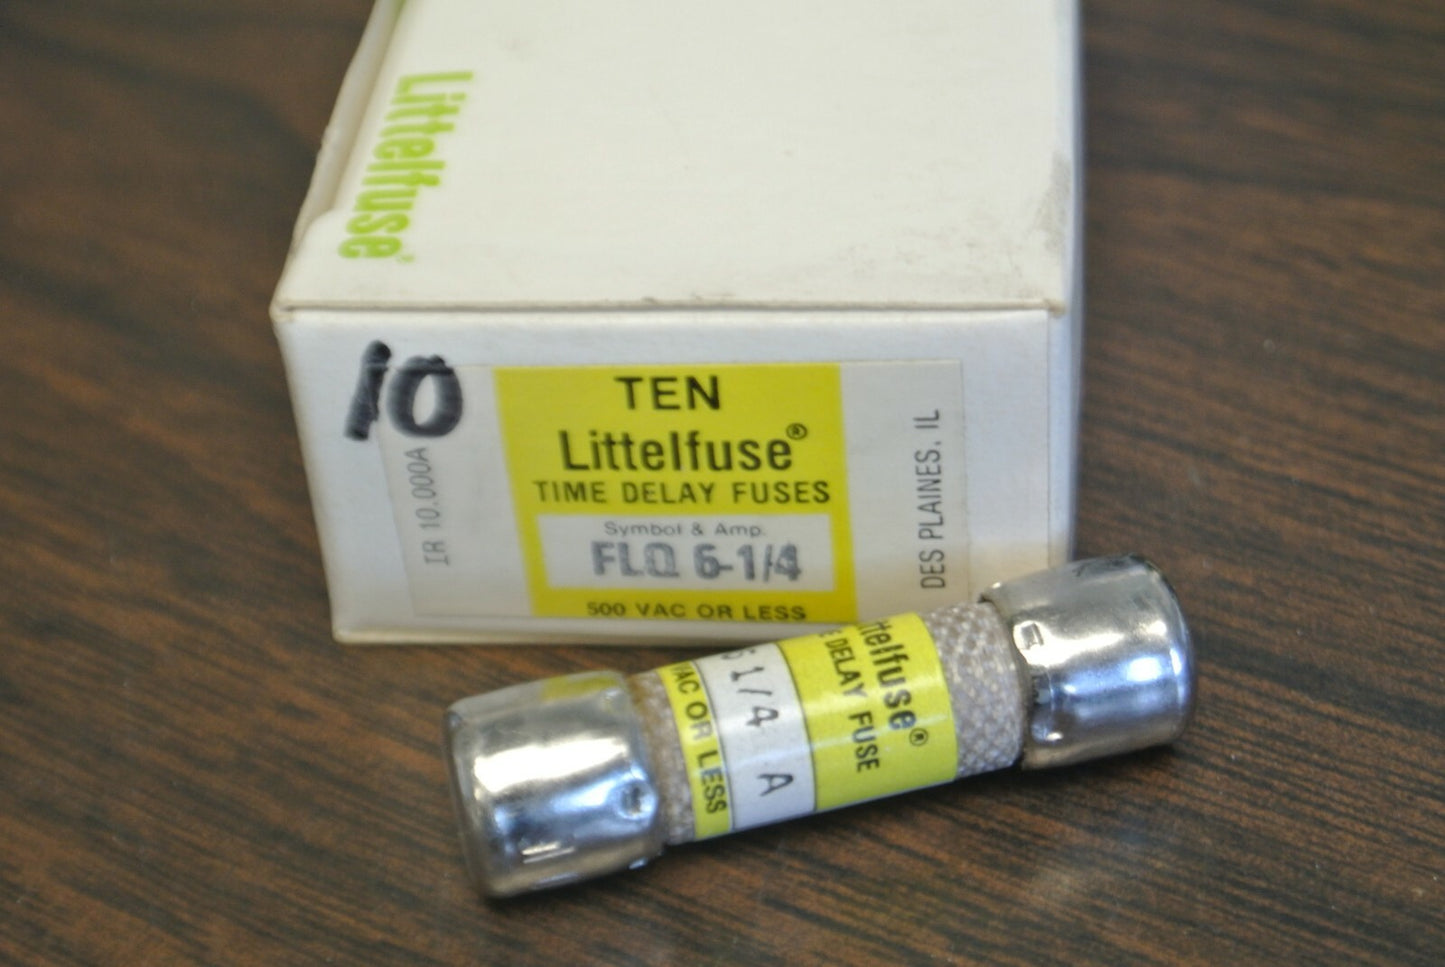 Littelfuse®
10
IR 10.000A
TEN
Littelfuse®
TIME DELAY FUSES
Symbol & Amp.
FLQ 6-1/4
500 VAC OR LESS
DES PLAINES. IL
Littelfuse®
DELAY FUSE
6 1/4 A
VAC OR LESS